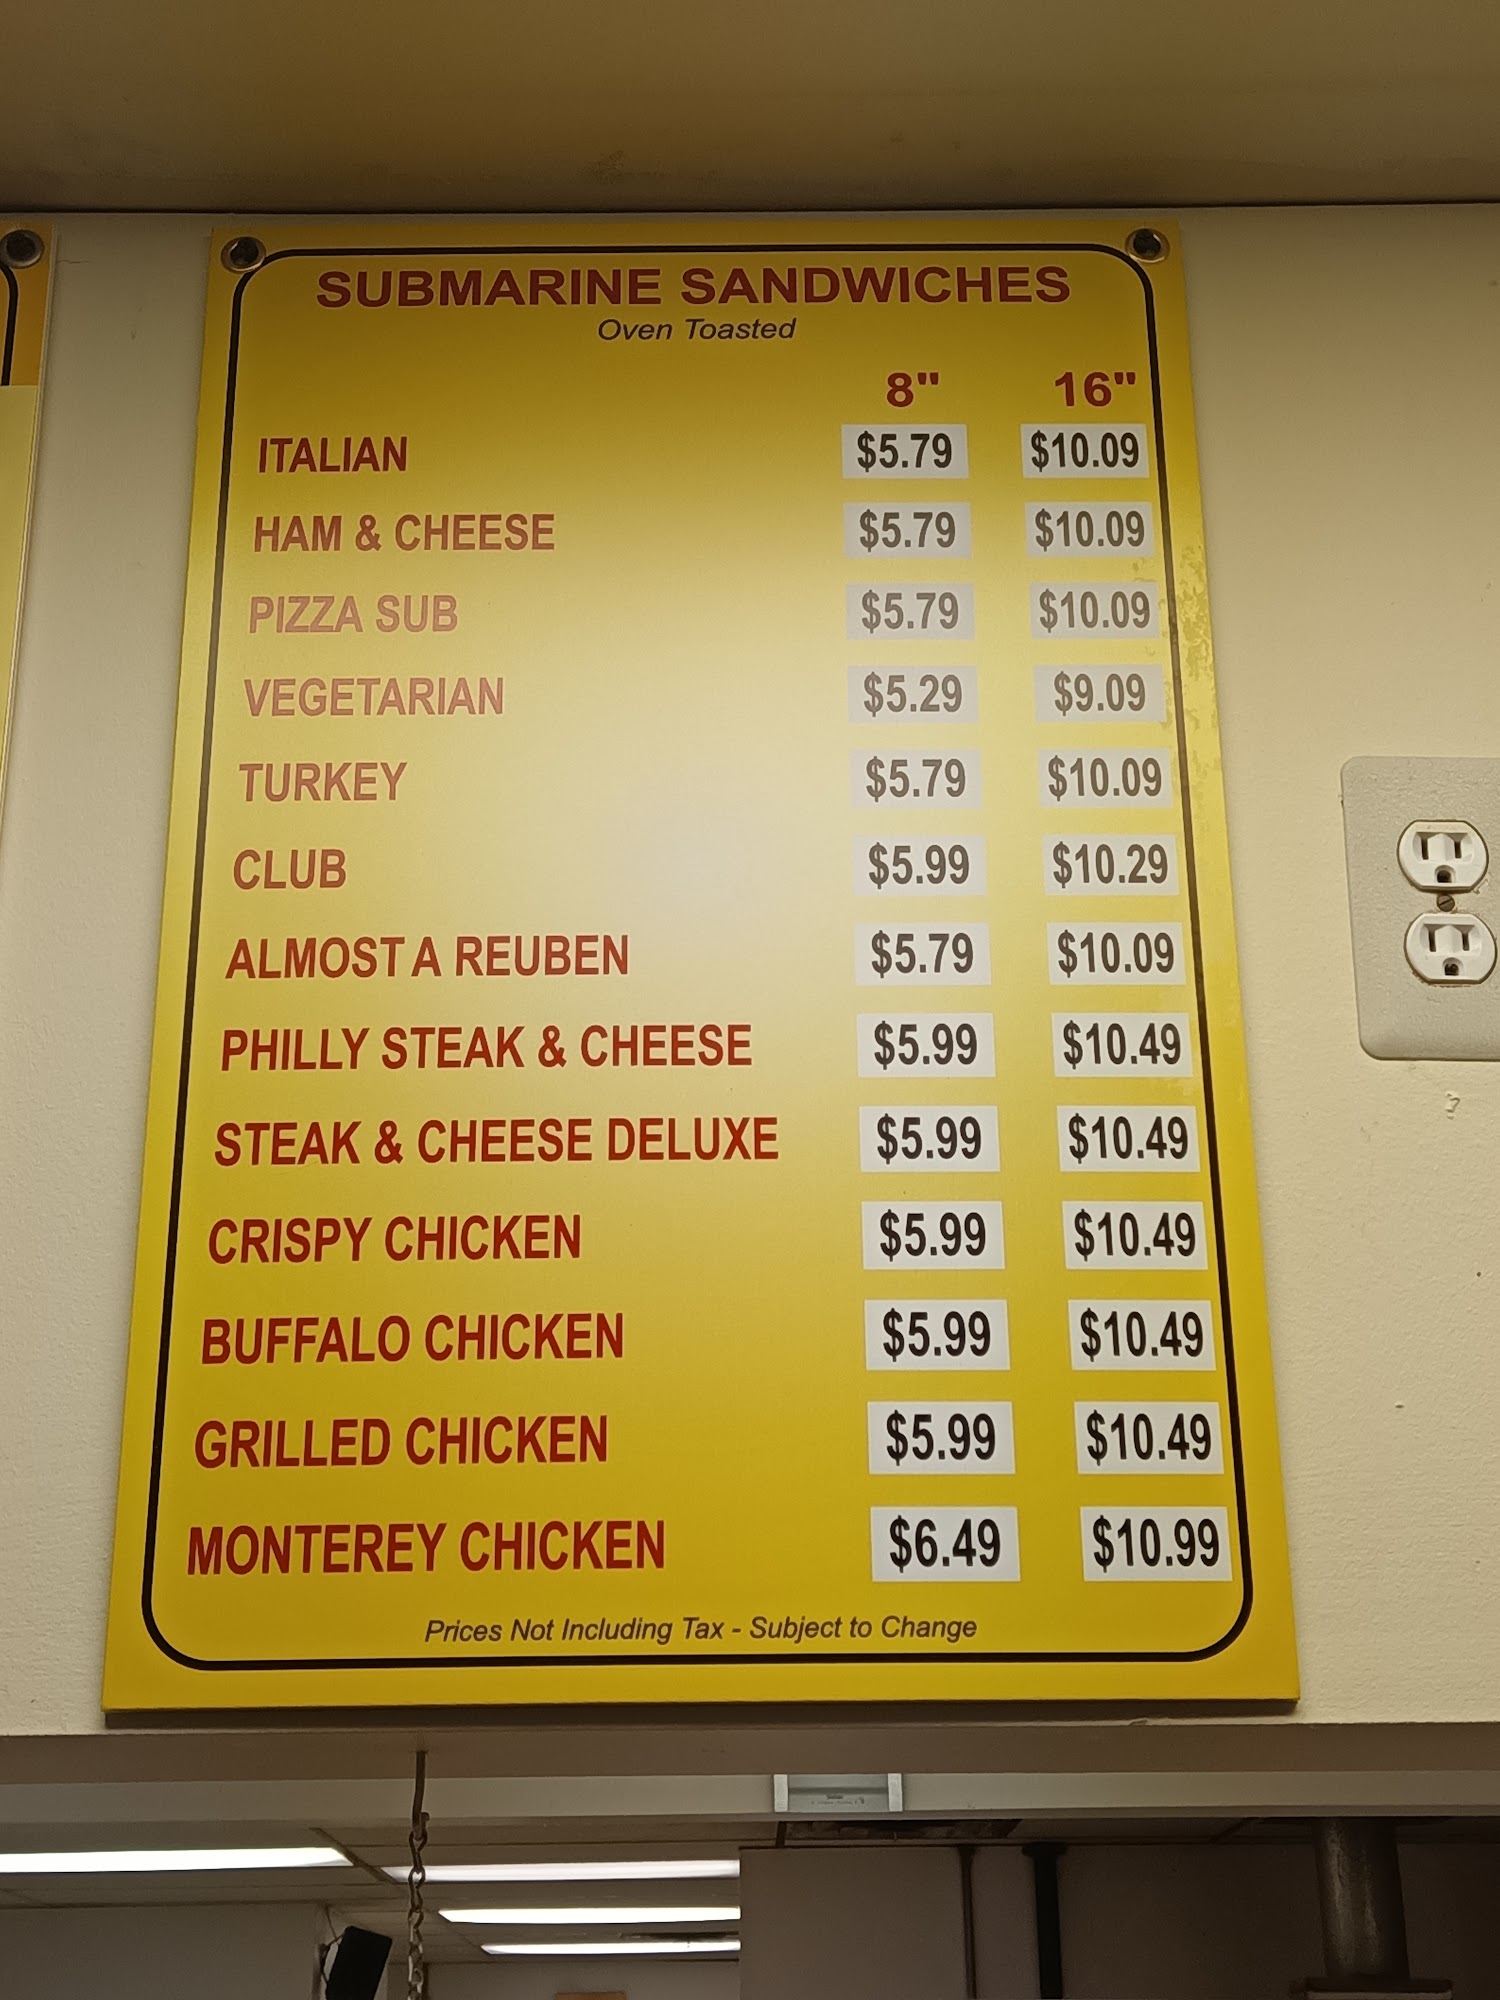 SUBMARINE SANDWICHES
Oven Toasted
8" 16"
ITALIAN $5.79 $10.09
HAM & CHEESE $5.79 $10.09
PIZZA SUB $5.79 $10.09
VEGETARIAN $5.29 $9.09
TURKEY $5.79 $10.09
CLUB $5.99 $10.29
ALMOST A REUBEN $5.79 $10.09
PHILLY STEAK & CHEESE $5.99 $10.49
STEAK & CHEESE DELUXE $5.99 $10.49
CRISPY CHICKEN $5.99 $10.49
BUFFALO CHICKEN $5.99 $10.49
GRILLED CHICKEN $5.99 $10.49
MONTEREY CHICKEN $6.49 $10.99
Prices Not Including Tax - Subject to Change